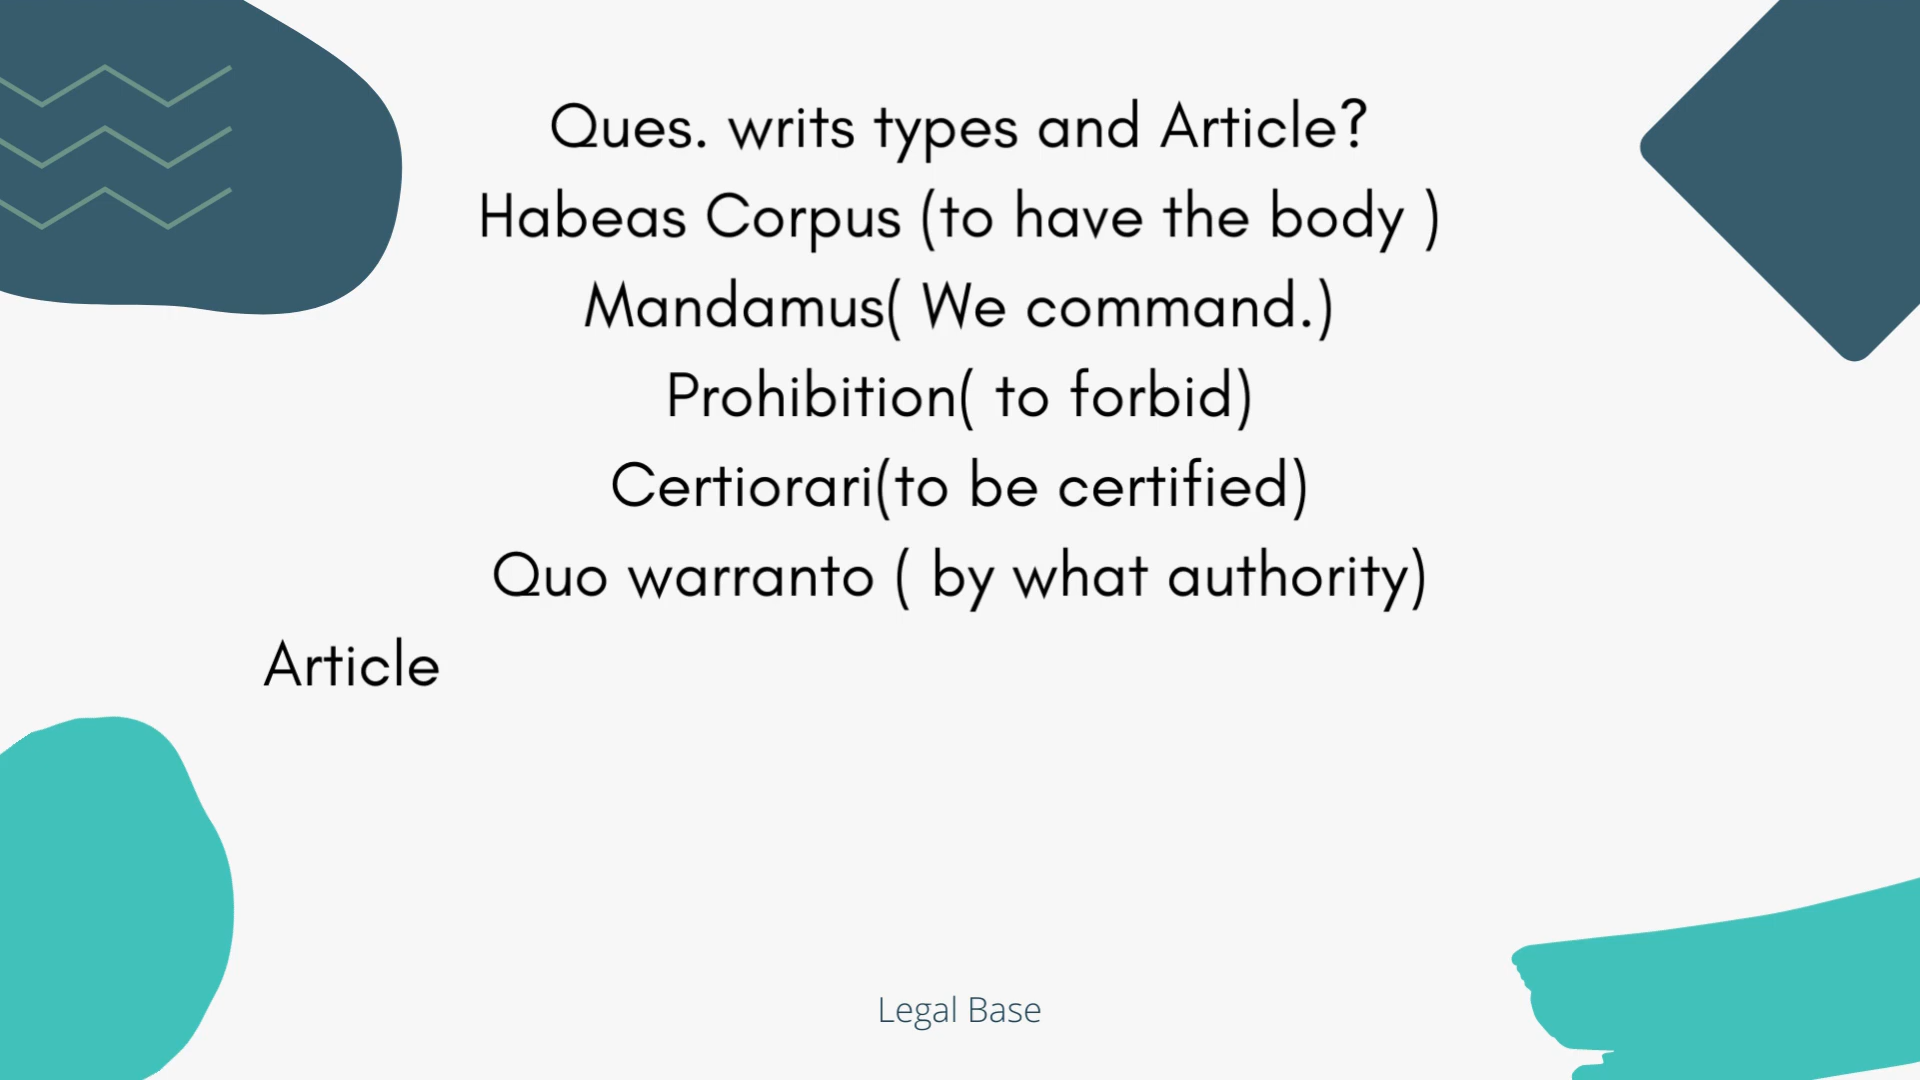 Ques. writs types and Article?
Habeas Corpus (to have the body )
Mandamus( We command.)
Prohibition( to forbid)
Certiorari(to be certified)
Quo warranto ( by what authority)
Article
Legal Base